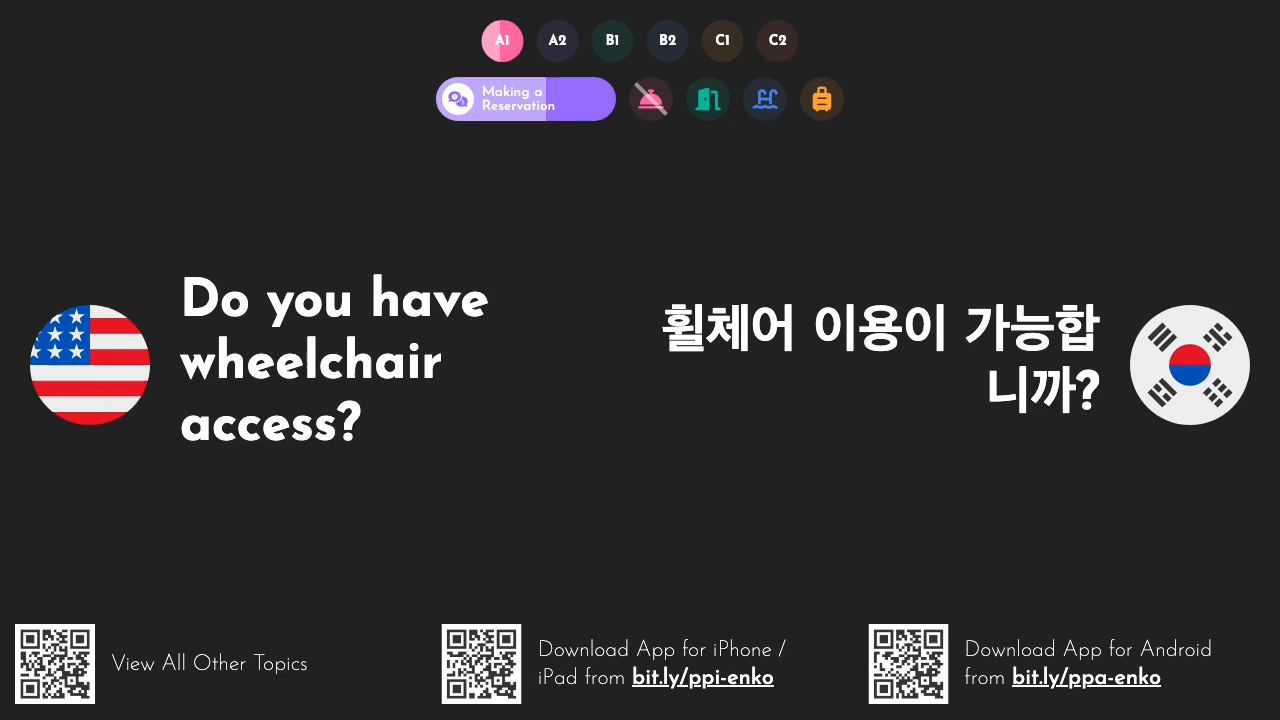 A1 A2 B1 B2 C1 C2
Making a
Reservation
Do you have
wheelchair
access?
휠체어 이용이 가능합
니까?
View All Other Topics
Download App for iPhone /
iPad from bit.ly/ppi-enko
Download App for Android
from bit.ly/ppa-enko